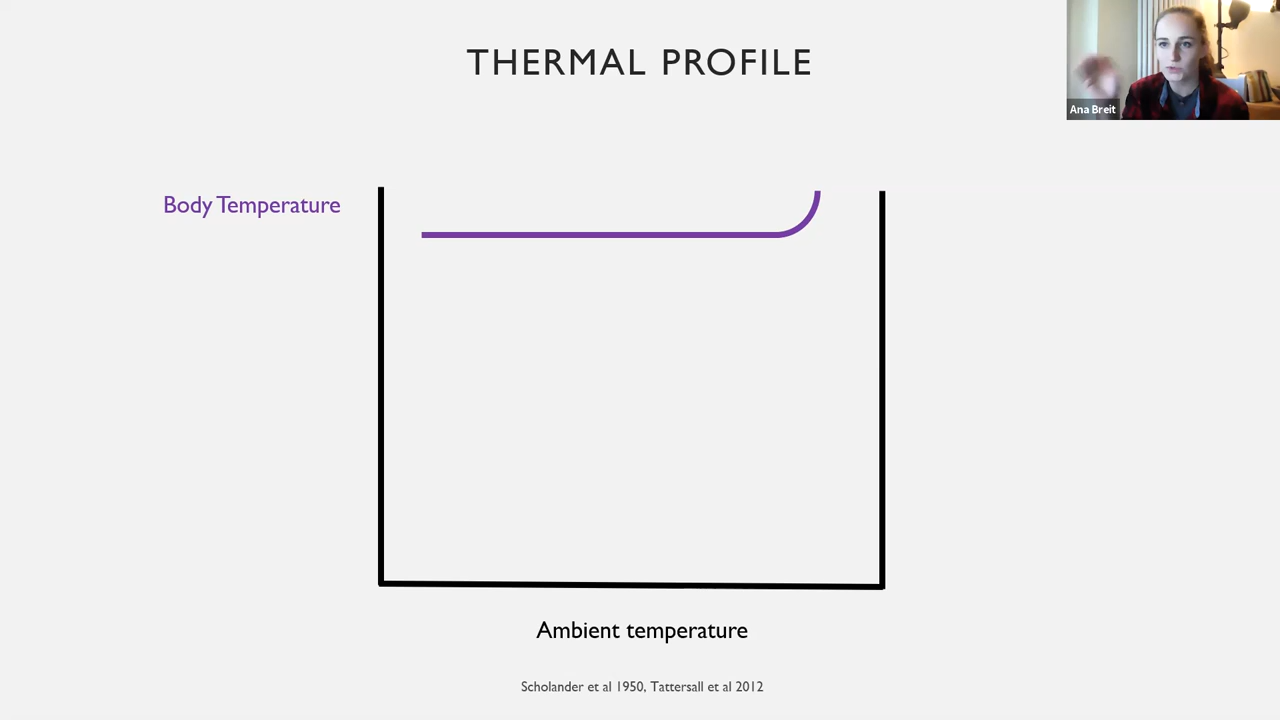 THERMAL PROFILE
Ana Breit
Body Temperature
Ambient temperature
Scholander et al 1950, Tattersall et al 2012